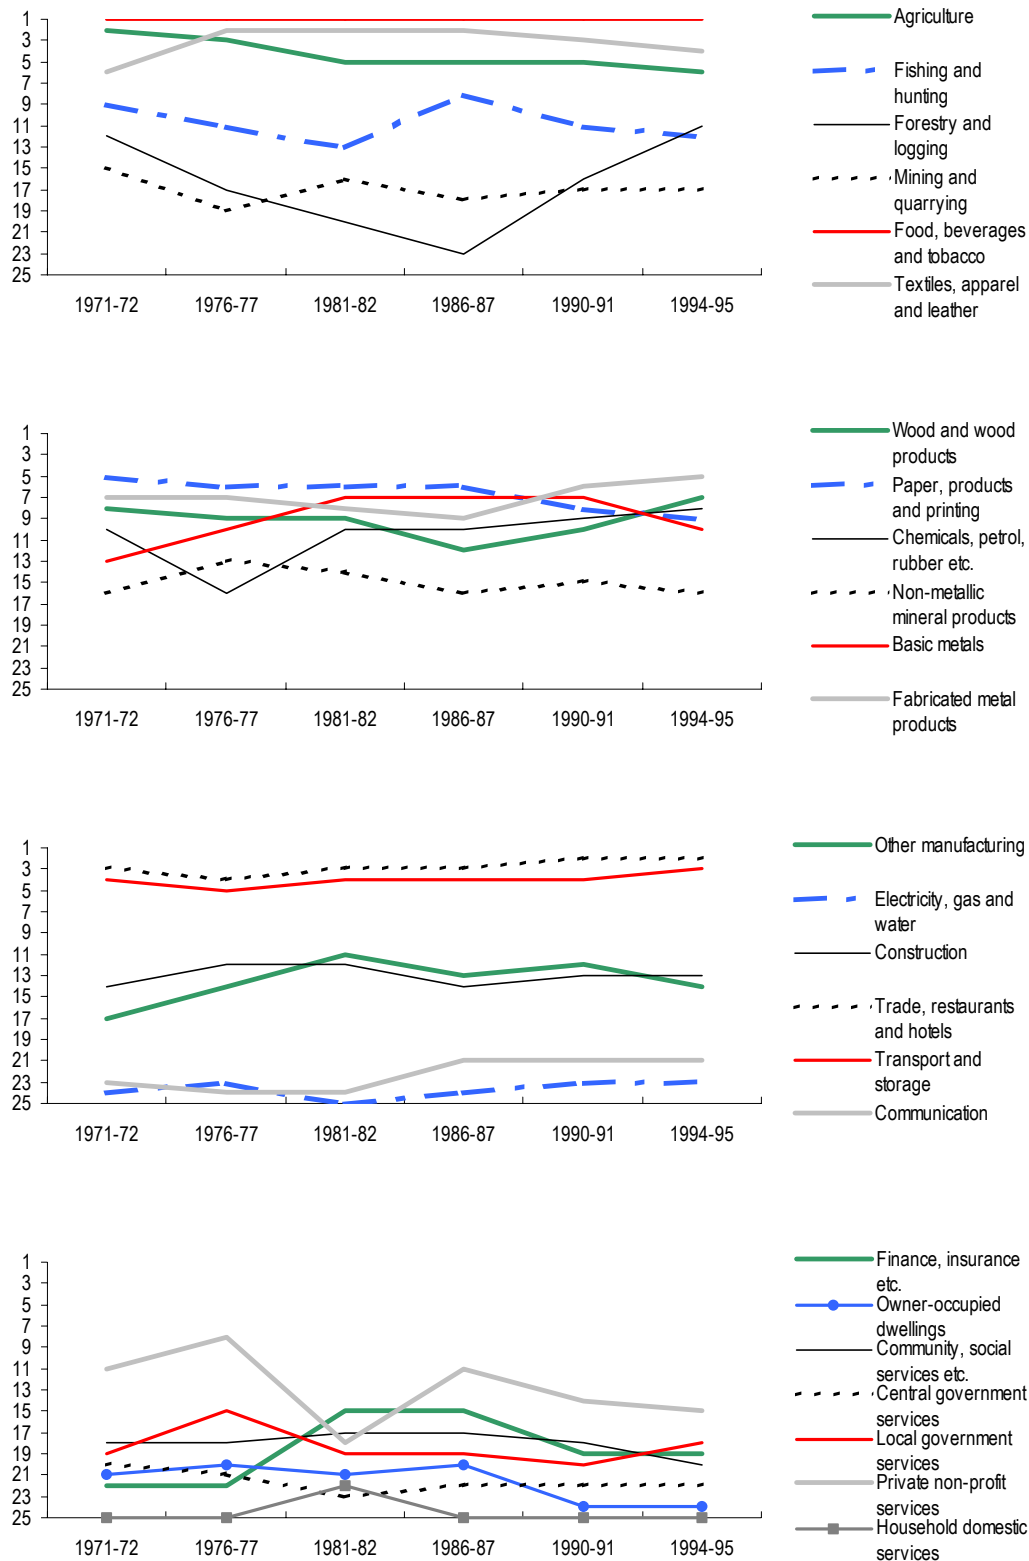 1
3
5
7
9
11
13
15
17
19
21
23
25
1971-72 1976-77 1981-82 1986-87 1990-91 1994-95
Agriculture
Fishing and
hunting
Forestry and
logging
Mining and
quarrying
Food, beverages
and tobacco
Textiles, apparel
and leather
1
3
5
7
9
11
13
15
17
19
21
23
25
1971-72 1976-77 1981-82 1986-87 1990-91 1994-95
Wood and wood
products
Paper, products
and printing
Chemicals, petrol,
rubber etc.
Non-metallic
mineral products
Basic metals
Fabricated metal
products
1
3
5
7
9
11
13
15
17
19
21
23
25
1971-72 1976-77 1981-82 1986-87 1990-91 1994-95
Other manufacturing
Electricity, gas and
water
Construction
Trade, restaurants
and hotels
Transport and
storage
Communication
1
3
5
7
9
11
13
15
17
19
21
23
25
1971-72 1976-77 1981-82 1986-87 1990-91 1994-95
Finance, insurance
etc.
Owner-occupied
dwellings
Community, social
services etc.
Central government
services
Local government
services
Private non-profit
services
Household domestic
services